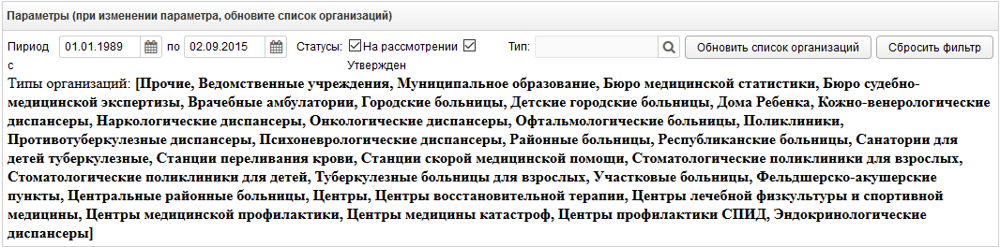 Параметры (при изменении параметра, обновите список организаций)
Пириод 01.01.1989 по 02.09.2015 Статусы: На рассмотрении Тип: Обновить список организаций Сбросить фильтр
с Утвержден
Типы организаций: [Прочие, Ведомственные учреждения, Муниципальное образование, Бюро медицинской статистики, Бюро судебно-
медицинской экспертизы, Врачебные амбулатории, Городские больницы, Детские городские больницы, Дома Ребенка, Кожно-венерологические
диспансеры, Наркологические диспансеры, Онкологические диспансеры, Офтальмологические больницы, Поликлиники,
Противотуберкулезные диспансеры, Психоневрологические диспансеры, Районные больницы, Республиканские больницы, Санатории для
детей туберкулезные, Станции переливания крови, Станции скорой медицинской помощи, Стоматологические поликлиники для взрослых,
Стоматологические поликлиники для детей, Туберкулезные больницы для взрослых, Участковые больницы, Фельдшерско-акушерские
пункты, Центральные районные больницы, Центры, Центры восстановительной терапии, Центры лечебной физкультуры и спортивной
медицины, Центры медицинской профилактики, Центры медицины катастроф, Центры профилактики СПИД, Эндокринологические
диспансеры]